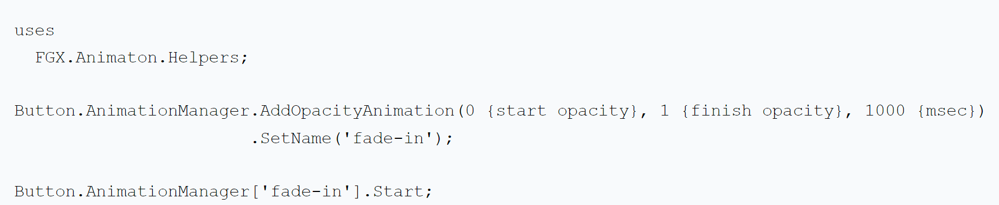 uses
  FGX.Animaton.Helpers;

Button.AnimationManager.AddOpacityAnimation(0 {start opacity}, 1 {finish opacity}, 1000 {msec})
                       .SetName('fade-in');

Button.AnimationManager['fade-in'].Start;